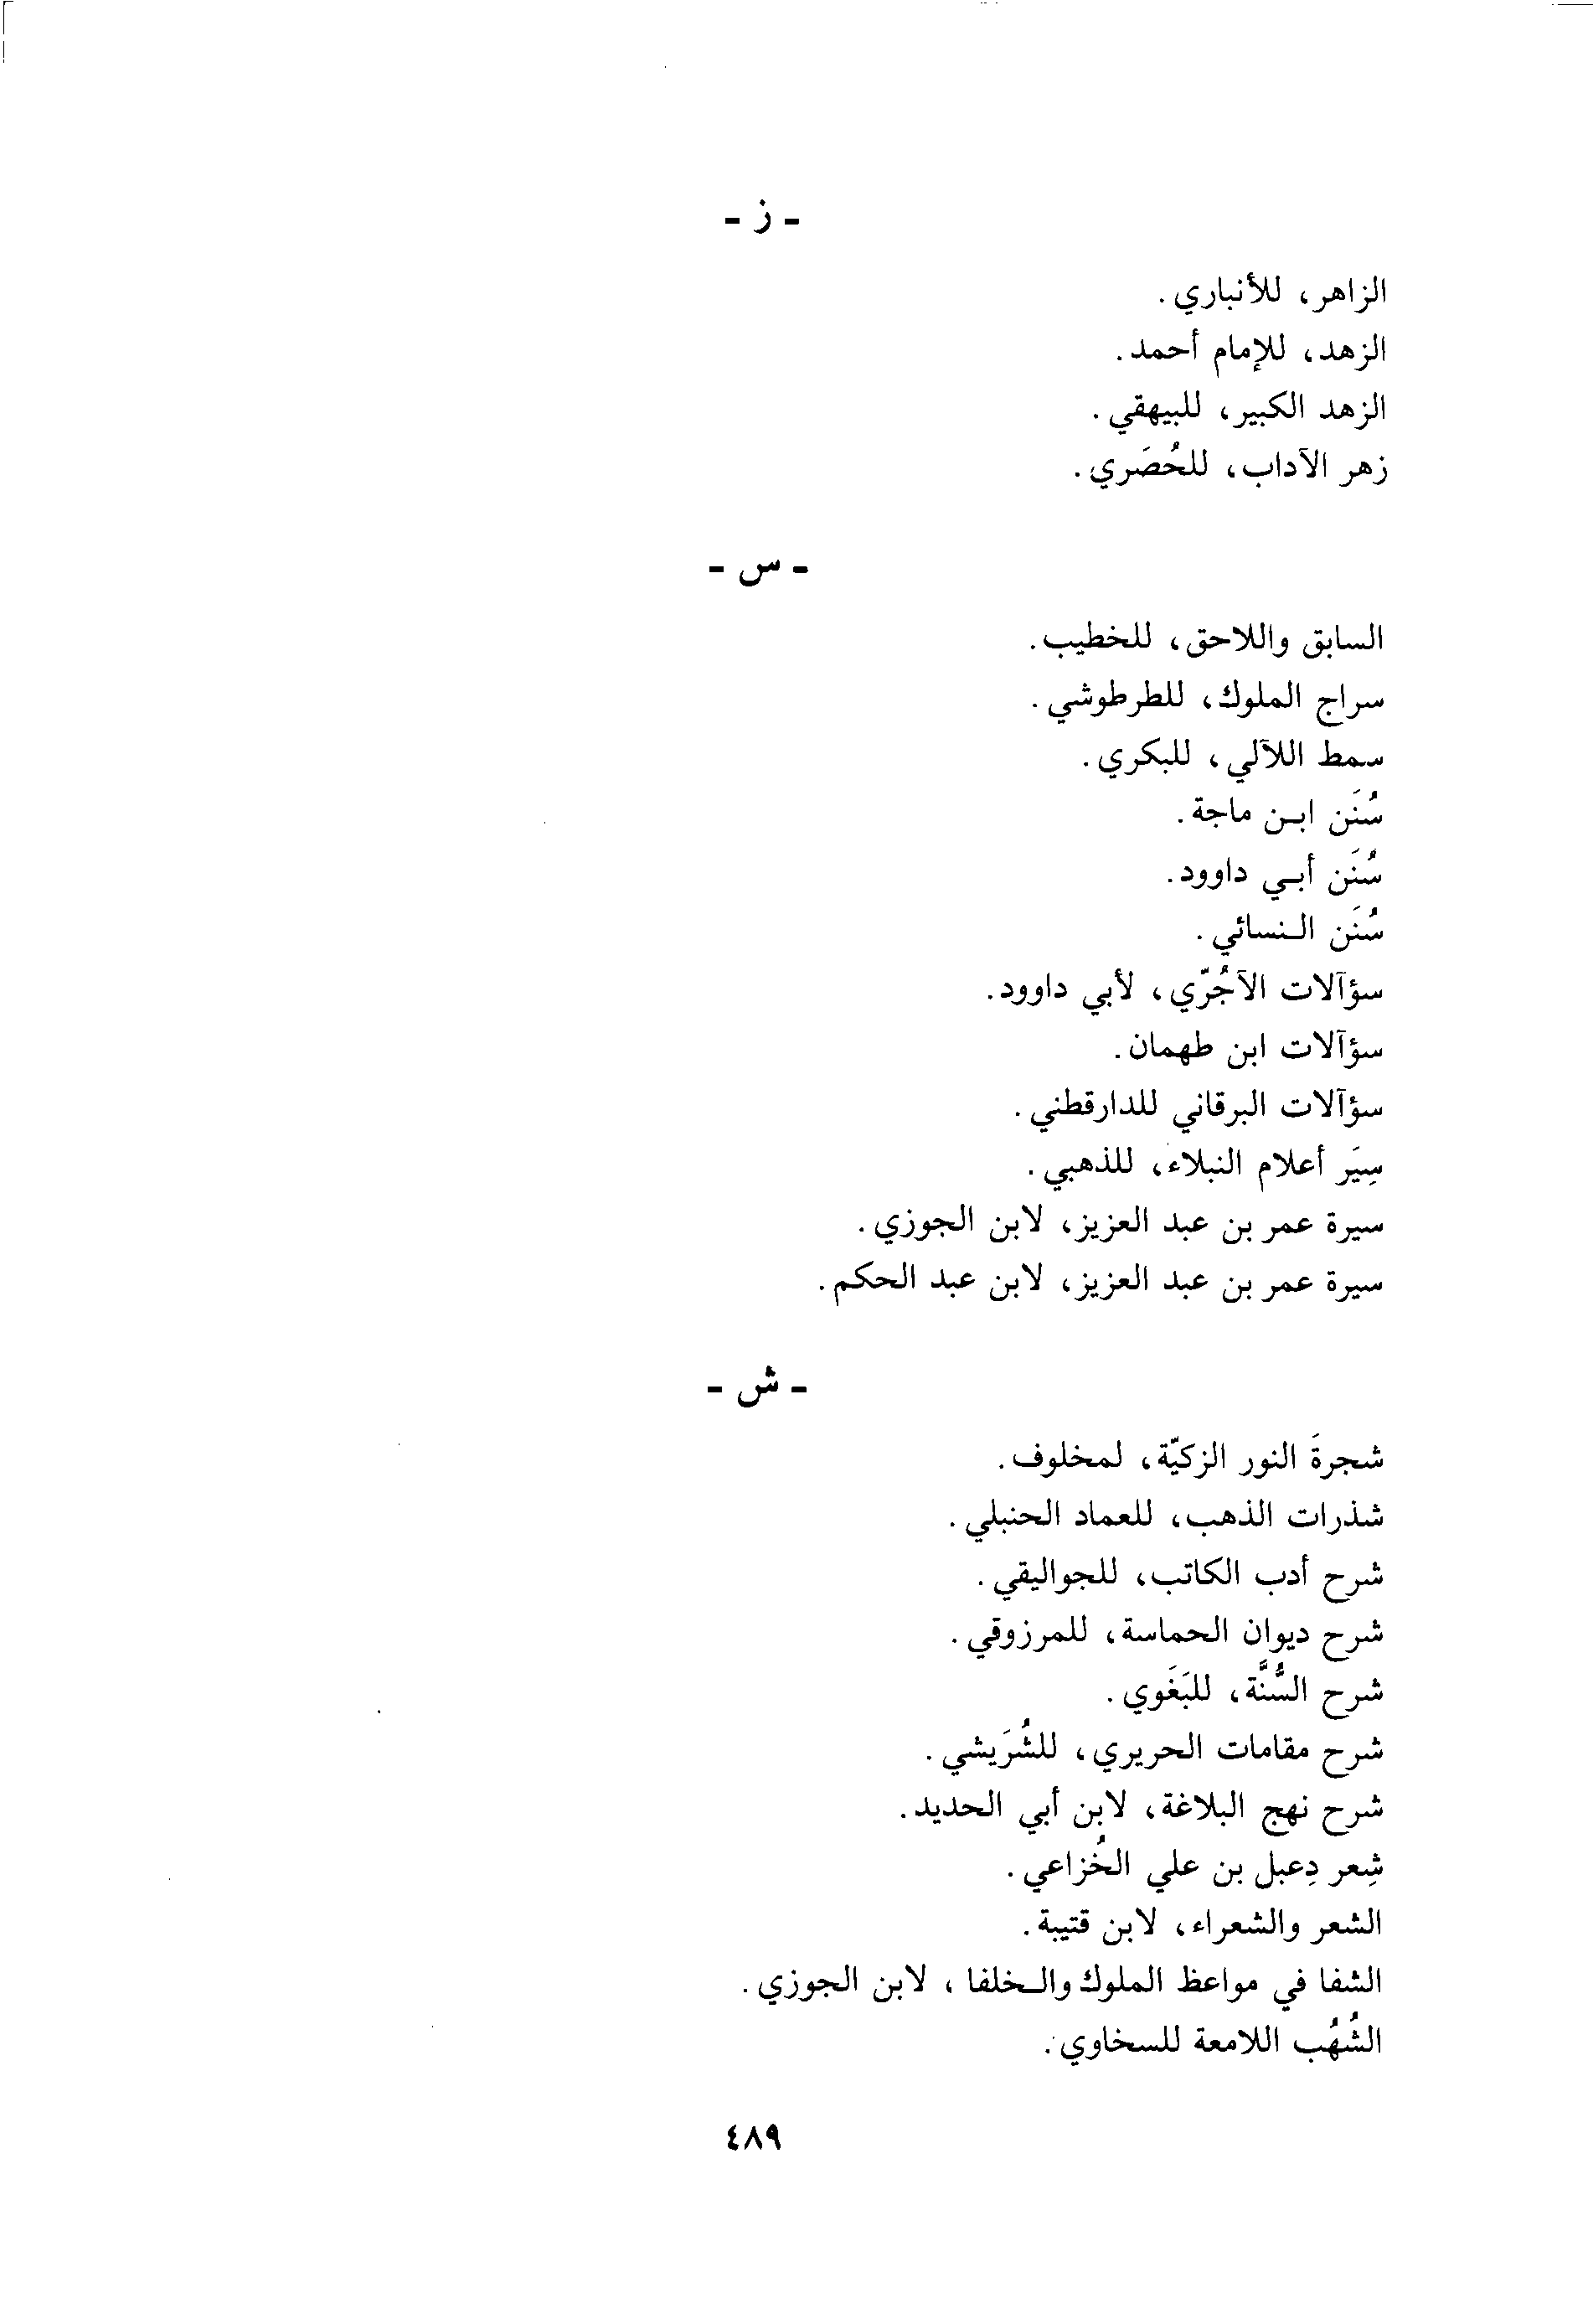 - ز -
الزاهر، للأنباري.
الزهد، للإمام أحمد.
الزهد الكبير، للبيهقي.
زهر الآداب، للحُصَري.
- س -
السابق واللاحق، للخطيب.
سراج الملوك، للطرطوشي.
سمط اللآلي، للبكري.
سُنَن ابن ماجة.
سُنَن أبي داوود.
سُنَن النسائي.
سؤآلات الآجُرّي، لأبي داوود.
سؤآلات ابن طهمان.
سؤآلات البرقاني للدارقطني.
سِيَر أعلام النبلاء، للذهبي.
سيرة عمر بن عبد العزيز، لابن الجوزي.
سيرة عمر بن عبد العزيز، لابن عبد الحكم.
- ش -
شجرةَ النور الزكيّة، لمخلوف.
شذرات الذهب، للعماد الحنبلي.
شرح أدب الكاتب، للجواليقي.
شرح ديوان الحماسة، للمرزوقي.
شرح السُّنَّة، للبَغَوي.
شرح مقامات الحريري، للشُرَيشي.
شرح نهج البلاغة، لابن أبي الحديد.
شِعر دِعبل بن علي الخُزاعي.
الشعر والشعراء، لابن قتيبة.
الشفا في مواعظ الملوك والخلفا ، لابن الجوزي.
الشُهُب اللامعة للسخاوي.
٤٨٩